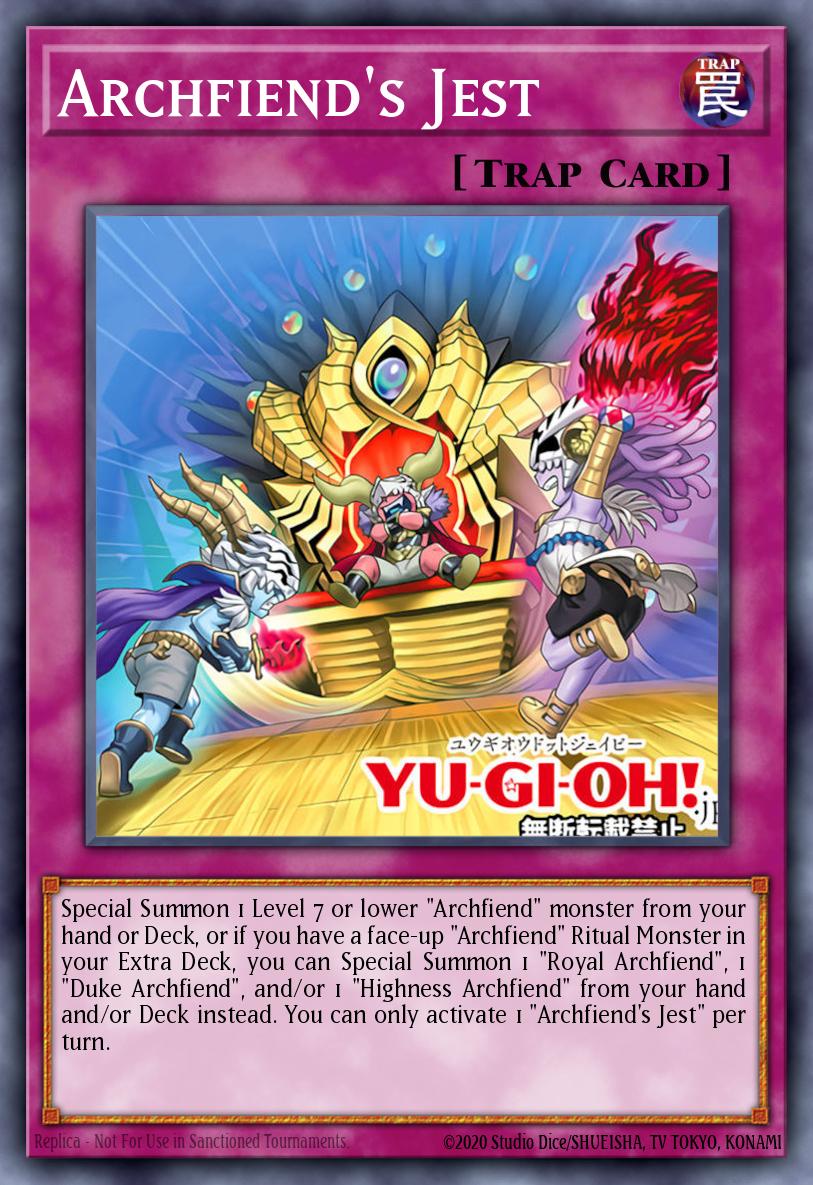 Archfiend's Jest
TRAP
罠
[Trap Card]
ユウギオウドットジェイピー
YU-GI-OH!
.jp
無断転載禁止
Special Summon 1 Level 7 or lower "Archfiend" monster from your
hand or Deck, or if you have a face-up "Archfiend" Ritual Monster in
your Extra Deck, you can Special Summon 1 "Royal Archfiend", 1
"Duke Archfiend", and/or 1 "Highness Archfiend" from your hand
and/or Deck instead. You can only activate 1 "Archfiend's Jest" per
turn.
Replica - Not For Use in Sanctioned Tournaments.
©2020 Studio Dice/SHUEISHA, TV TOKYO, KONAMI